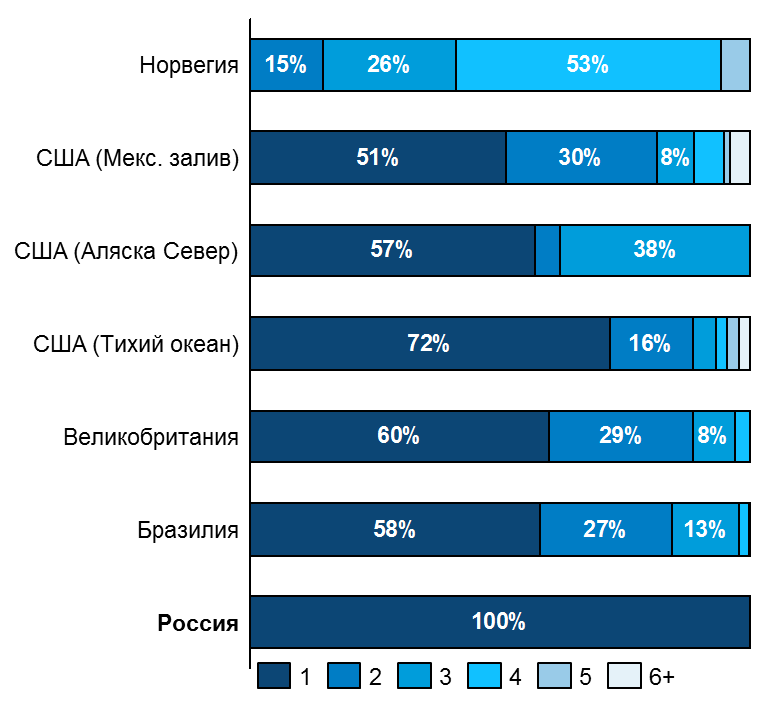 Норвегия 15% 26% 53%
США (Мекс. залив) 51% 30% 8%
США (Аляска Север) 57% 38%
США (Тихий океан) 72% 16%
Великобритания 60% 29% 8%
Бразилия 58% 27% 13%
Россия 100%
1 2 3 4 5 6+